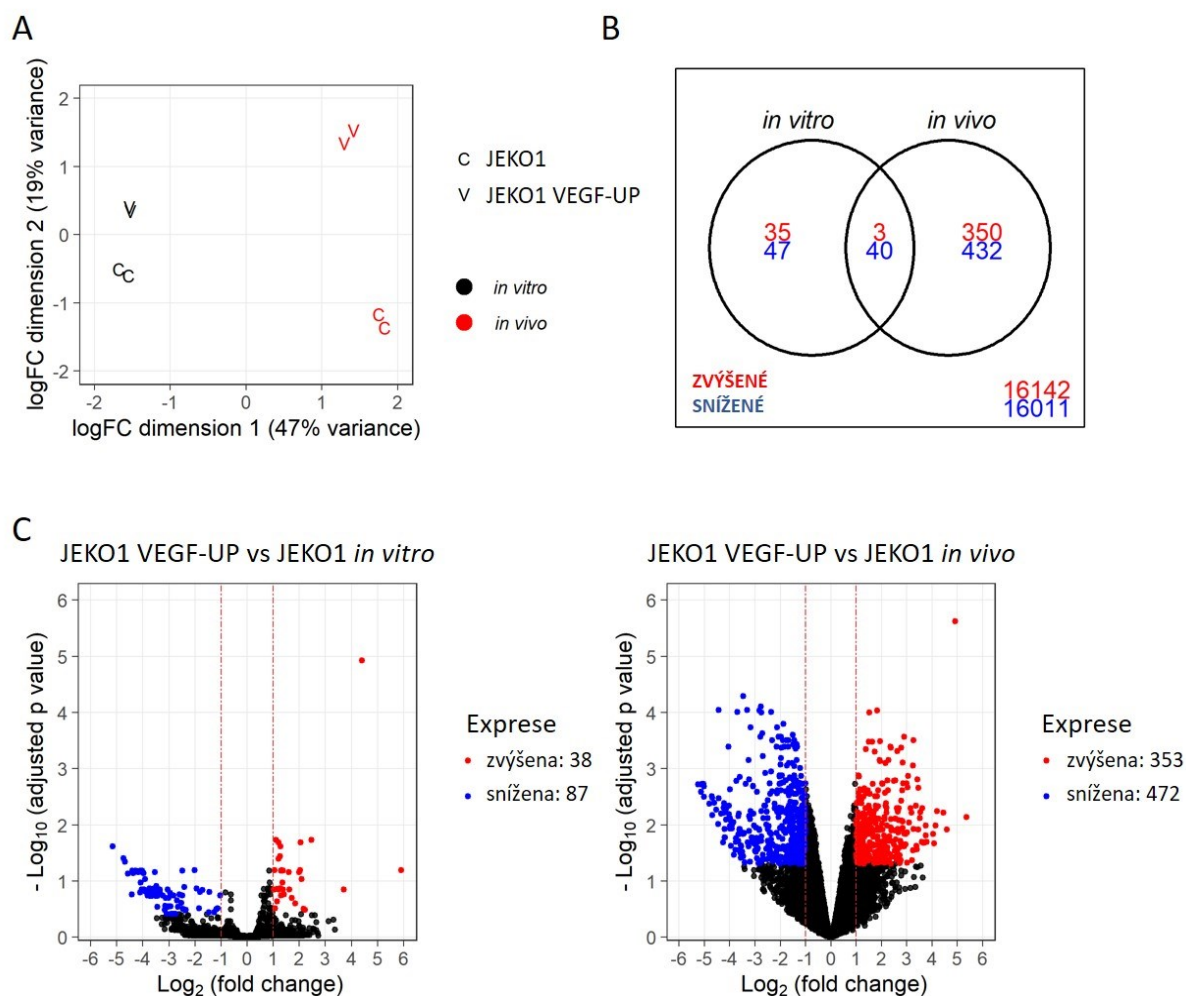 A
logFC dimension 2 (19% variance)
2
1
0
-1
-2
V V
V V
C C
C C
-2 -1 0 1 2
logFC dimension 1 (47% variance)
C JEKO1
V JEKO1 VEGF-UP
in vitro
in vivo
B
in vitro in vivo
35 3 350
47 40 432
ZVÝŠENÉ 16142
SNÍŽENÉ 16011
C
JEKO1 VEGF-UP vs JEKO1 in vitro
- Log10 (adjusted p value)
6
5
4
3
2
1
0
-6 -5 -4 -3 -2 -1 0 1 2 3 4 5 6
Log2 (fold change)
Exprese
zvýšena: 38
snížena: 87
JEKO1 VEGF-UP vs JEKO1 in vivo
- Log10 (adjusted p value)
6
5
4
3
2
1
0
-6 -5 -4 -3 -2 -1 0 1 2 3 4 5 6
Log2 (fold change)
Exprese
zvýšena: 353
snížena: 472